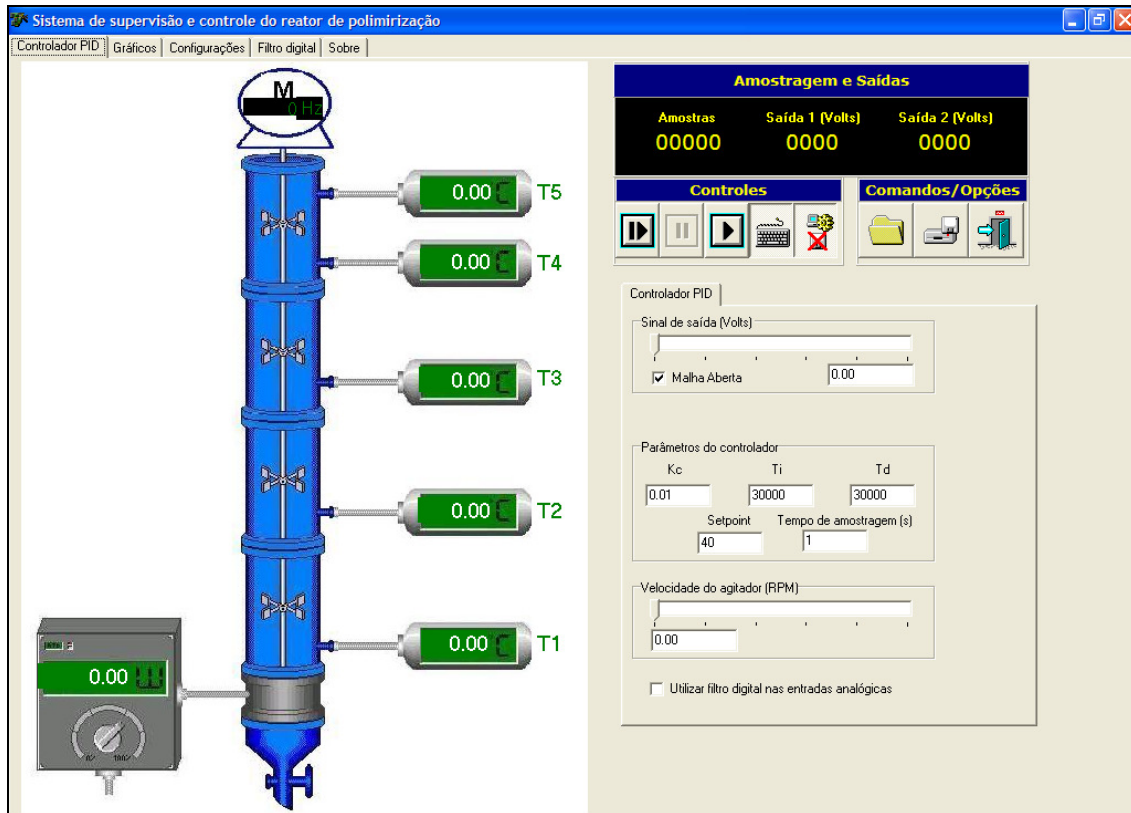 Sistema de supervisão e controle do reator de polimirização
Controlador PID Gráficos Configurações Filtro digital Sobre
M
0 Hz
0.00 C T5
0.00 C T4
0.00 C T3
0.00 C T2
0.00 C T1
0.00 W
0% 100%
Amostragem e Saídas
Amostras Saída 1 (Volts) Saída 2 (Volts)
00000 0000 0000
Controles Comandos/Opções
Controlador PID
Sinal de saída (Volts)
Malha Aberta 0.00
Parâmetros do controlador
Kc Ti Td
0.01 30000 30000
Setpoint Tempo de amostragem (s)
40 1
Velocidade do agitador (RPM)
0.00
Utilizar filtro digital nas entradas analógicas